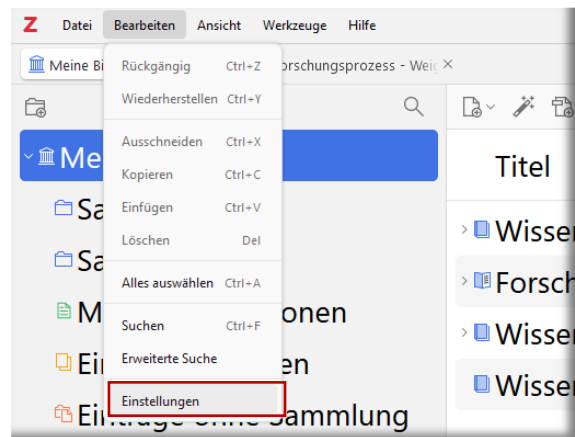 Z Datei Bearbeiten Ansicht Werkzeuge Hilfe
Meine Bi orschungsprozess - Weig
Rückgängig Ctrl+Z
Wiederherstellen Ctrl+Y
Ausschneiden Ctrl+X
Me Titel
Kopieren Ctrl+C
Sa Einfügen Ctrl+V
Wisse
Löschen Del
Sa
Alles auswählen Ctrl+A Forsch
M onen
Suchen Ctrl+F
Wisse
Ei Erweiterte Suche en
Wisse
Einstellungen
Einträge ohne Sammlung